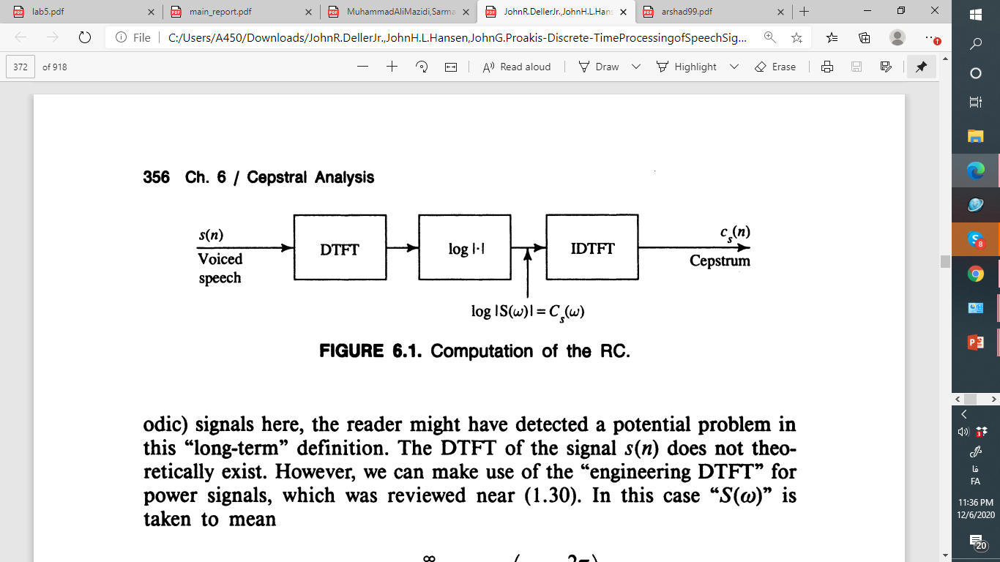 lab5.pdf
main_report.pdf
MuhammadAliMazidi,Sarma
JohnR.DellerJr.,JohnH.L.Hans
arshad99.pdf
File
C:/Users/A450/Downloads/JohnR.DellerJr.,JohnH.L.Hansen,JohnG.Proakis-Discrete-TimeProcessingofSpeechSig...
372 of 918
Read aloud
Draw
Highlight
Erase
356 Ch. 6 / Cepstral Analysis
s(n)
Voiced
speech
DTFT
log |·|
IDTFT
c_s(n)
Cepstrum
log |S(ω)| = C_s(ω)
FIGURE 6.1. Computation of the RC.
odic) signals here, the reader might have detected a potential problem in
this “long-term” definition. The DTFT of the signal s(n) does not theo-
retically exist. However, we can make use of the “engineering DTFT” for
power signals, which was reviewed near (1.30). In this case “S(ω)” is
taken to mean
∞
8
3
فا
FA
11:36 PM
12/6/2020
20